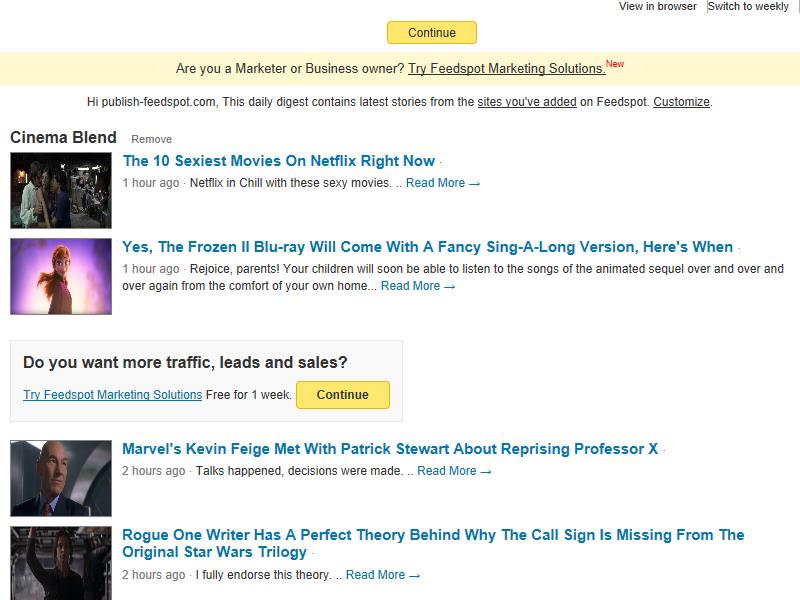 View in browser Switch to weekly
Continue
Are you a Marketer or Business owner? Try Feedspot Marketing Solutions.New
Hi publish-feedspot.com, This daily digest contains latest stories from the sites you've added on Feedspot. Customize.
Cinema Blend Remove
The 10 Sexiest Movies On Netflix Right Now ·
1 hour ago · Netflix in Chill with these sexy movies. .. Read More →
Yes, The Frozen II Blu-ray Will Come With A Fancy Sing-A-Long Version, Here's When ·
1 hour ago · Rejoice, parents! Your children will soon be able to listen to the songs of the animated sequel over and over and
over again from the comfort of your own home... Read More →
Do you want more traffic, leads and sales?
Try Feedspot Marketing Solutions Free for 1 week. Continue
Marvel's Kevin Feige Met With Patrick Stewart About Reprising Professor X ·
2 hours ago · Talks happened, decisions were made. .. Read More →
Rogue One Writer Has A Perfect Theory Behind Why The Call Sign Is Missing From The
Original Star Wars Trilogy ·
2 hours ago · I fully endorse this theory. .. Read More →